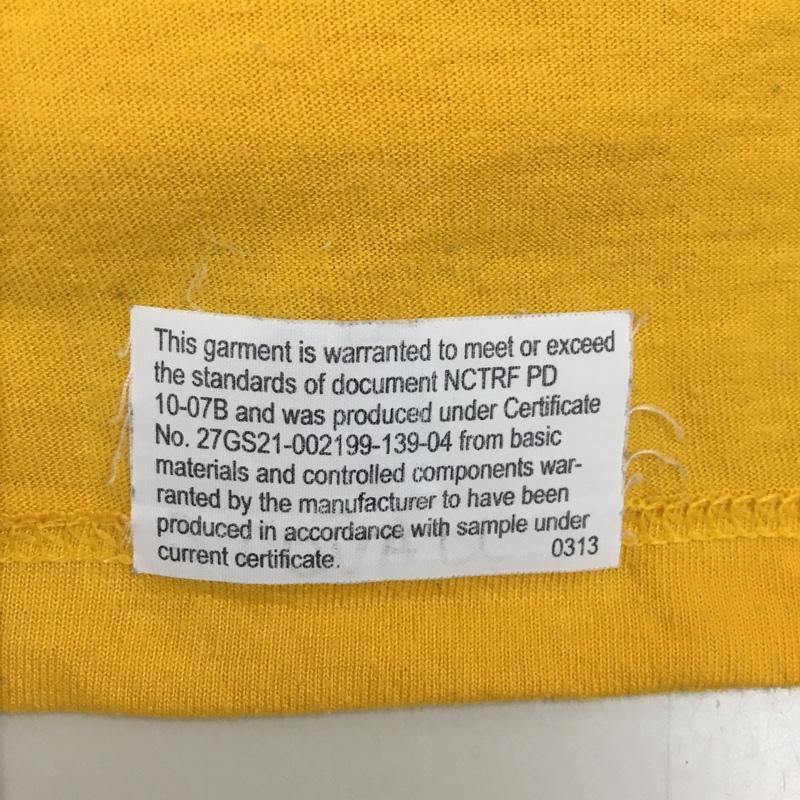 This garment is warranted to meet or exceed
the standards of document NCTRF PD
10-07B and was produced under Certificate
No. 27GS21-002199-139-04 from basic
materials and controlled components war-
ranted by the manufacturer to have been
produced in accordance with sample under
current certificate. 0313